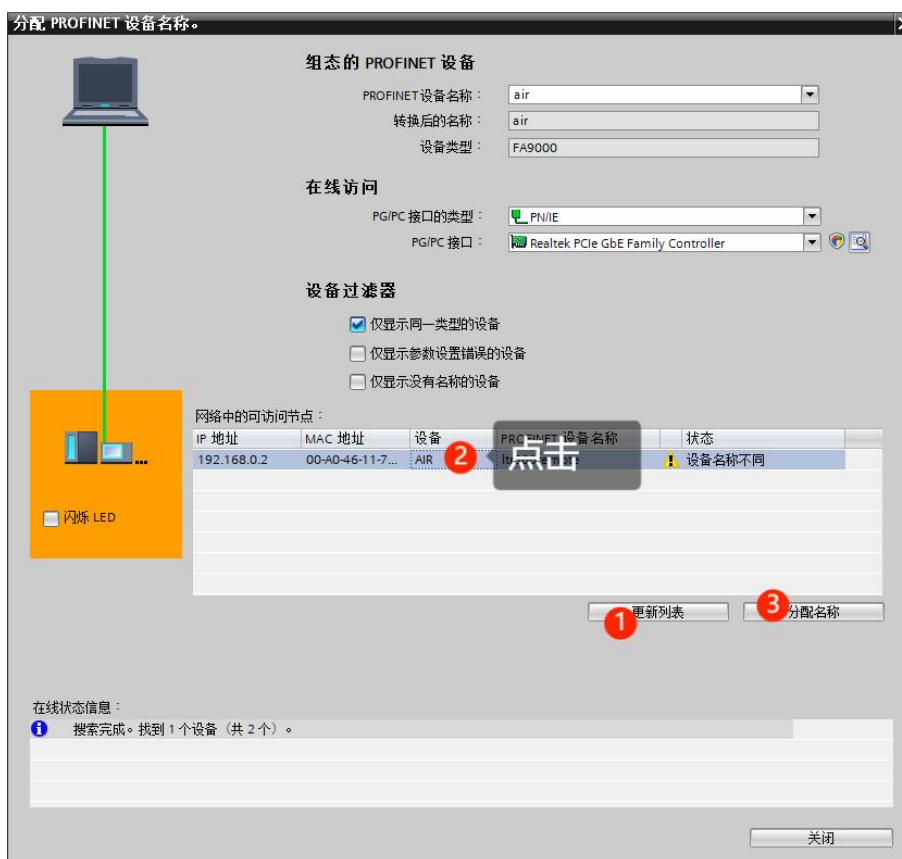 分配 PROFINET 设备名称。
组态的 PROFINET 设备
PROFINET设备名称：
air
转换后的名称：
air
设备类型：
FA9000
在线访问
PG/PC 接口的类型：
PN/IE
PG/PC 接口：
Realtek PCIe GbE Family Controller
设备过滤器
仅显示同一类型的设备
仅显示参数设置错误的设备
仅显示没有名称的设备
网络中的可访问节点：
IP 地址 MAC 地址 设备 PROFINET 设备名称 状态
192.168.0.2 00-A0-46-11-7... AIR 设备名称不同
2 点击
闪烁 LED
更新列表 分配名称
1 3
在线状态信息：
搜索完成。找到 1 个设备（共 2 个）。
关闭